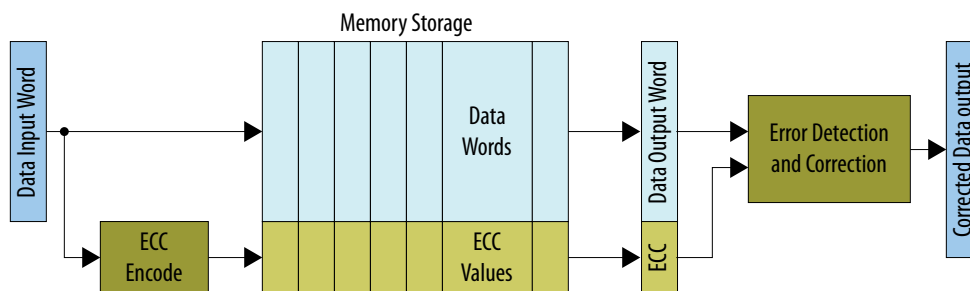 Memory Storage
Data Input Word
ECC
Encode
Data
Words
ECC
Values
Data Output Word
ECC
Error Detection
and Correction
Corrected Data output